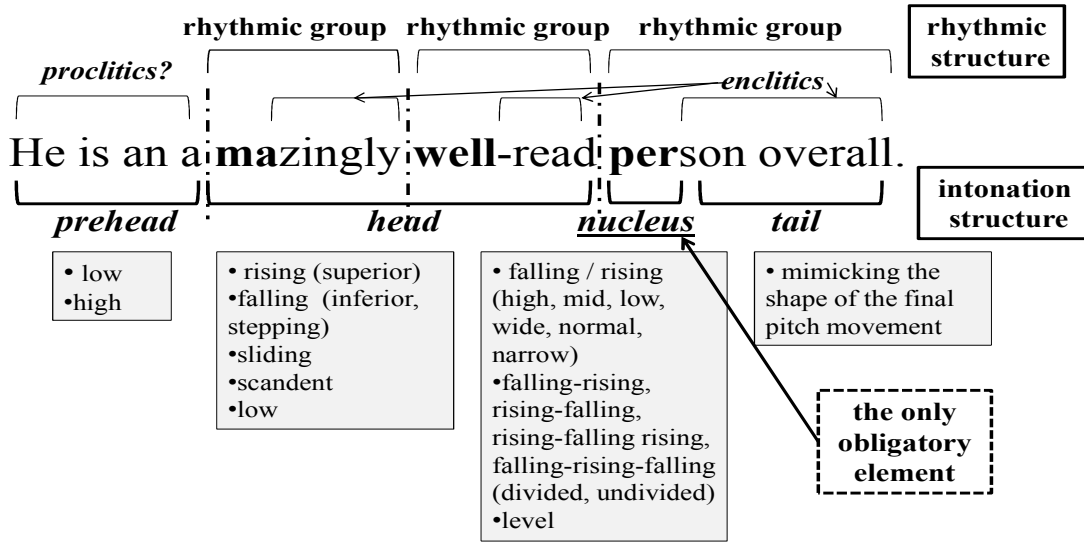 rhythmic group rhythmic group rhythmic group
rhythmic
structure
proclitics?
enclitics
He is an a mazingly well-read person overall.
intonation
structure
prehead head nucleus tail
• low
•high
• rising (superior)
•falling (inferior,
stepping)
•sliding
•scandent
•low
• falling / rising
(high, mid, low,
wide, normal,
narrow)
•falling-rising,
rising-falling,
rising-falling rising,
falling-rising-falling
(divided, undivided)
•level
• mimicking the
shape of the final
pitch movement
the only
obligatory
element